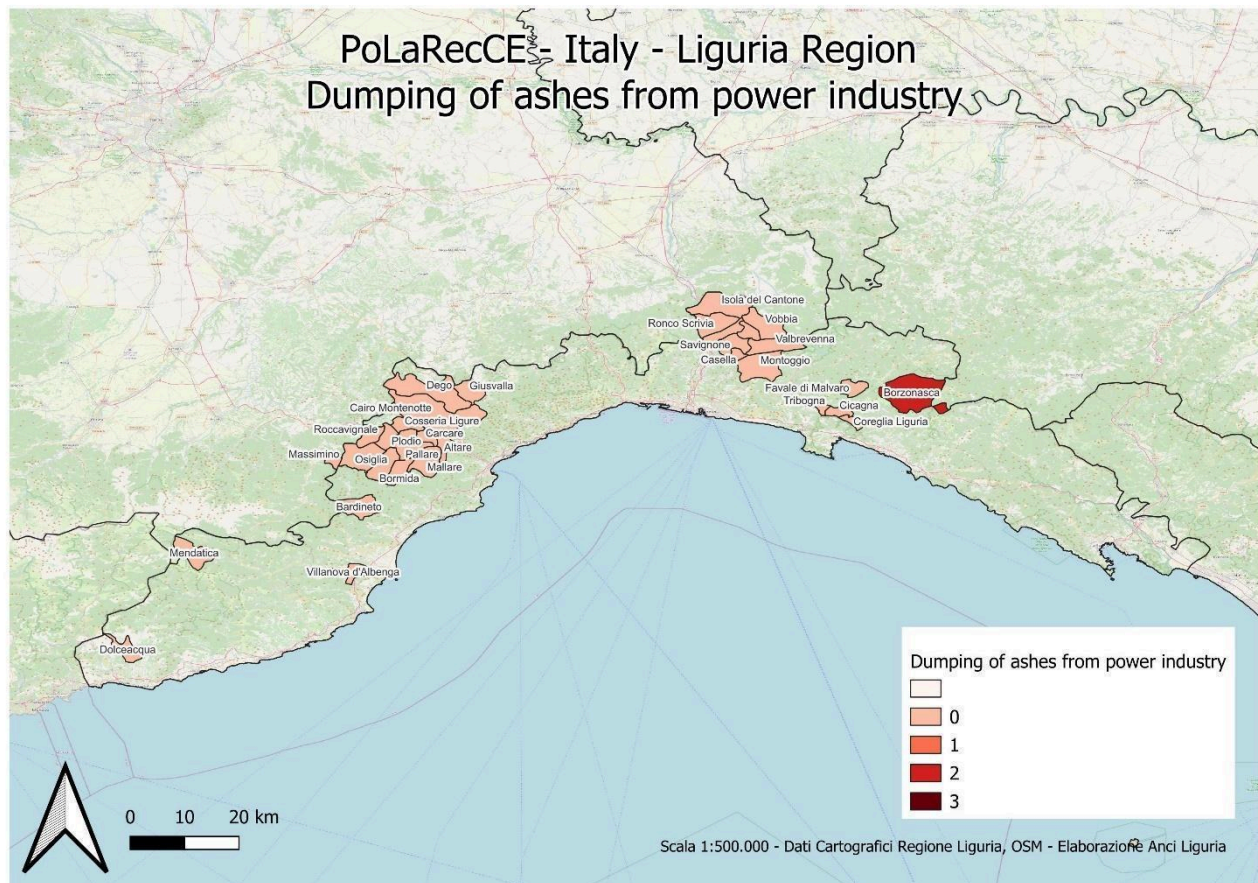 PoLaRecCE - Italy - Liguria Region
Dumping of ashes from power industry
Isola del Cantone
Vobbia
Ronco Scrivia
Valbrevenna
Savignone
Casella
Montoggio
Dego
Giusvalla
Favale di Malvaro
Borzonasca
Tribogna
Cicagna
Cairo Montenotte
Cosseria Ligure
Coreglia Liguria
Roccavignale
Carcare
Plodio
Altare
Massimino
Osiglia
Pallare
Mallare
Bormida
Bardineto
Mendatica
Villanova d'Albenga
Dolceacqua
Dumping of ashes from power industry
0
1
2
3
0 10 20 km
Scala 1:500.000 - Dati Cartografici Regione Liguria, OSM - Elaborazione Anci Liguria